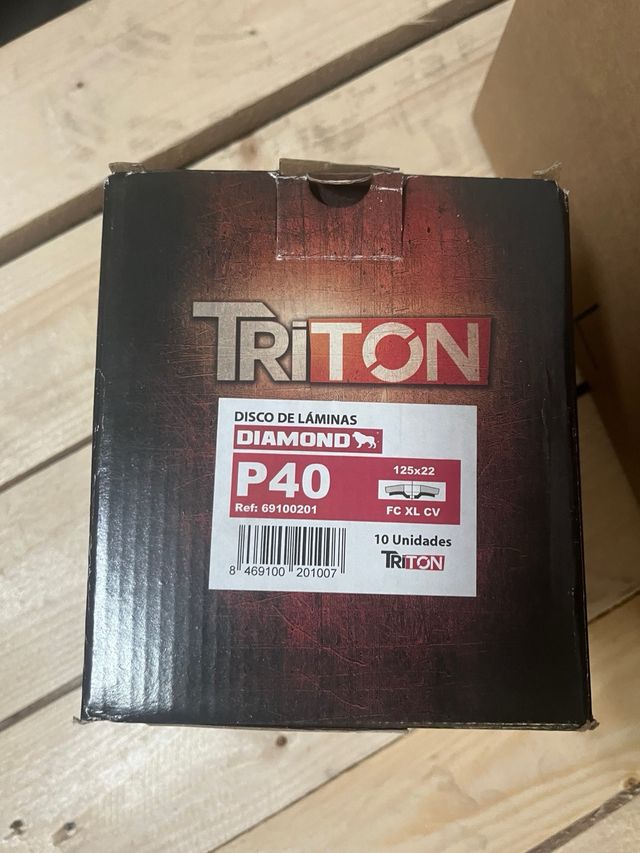 TRiTON
DISCO DE LÁMINAS
DIAMOND
P40
Ref: 69100201
125x22
FC XL CV
10 Unidades
TRiTON
8 469100 201007